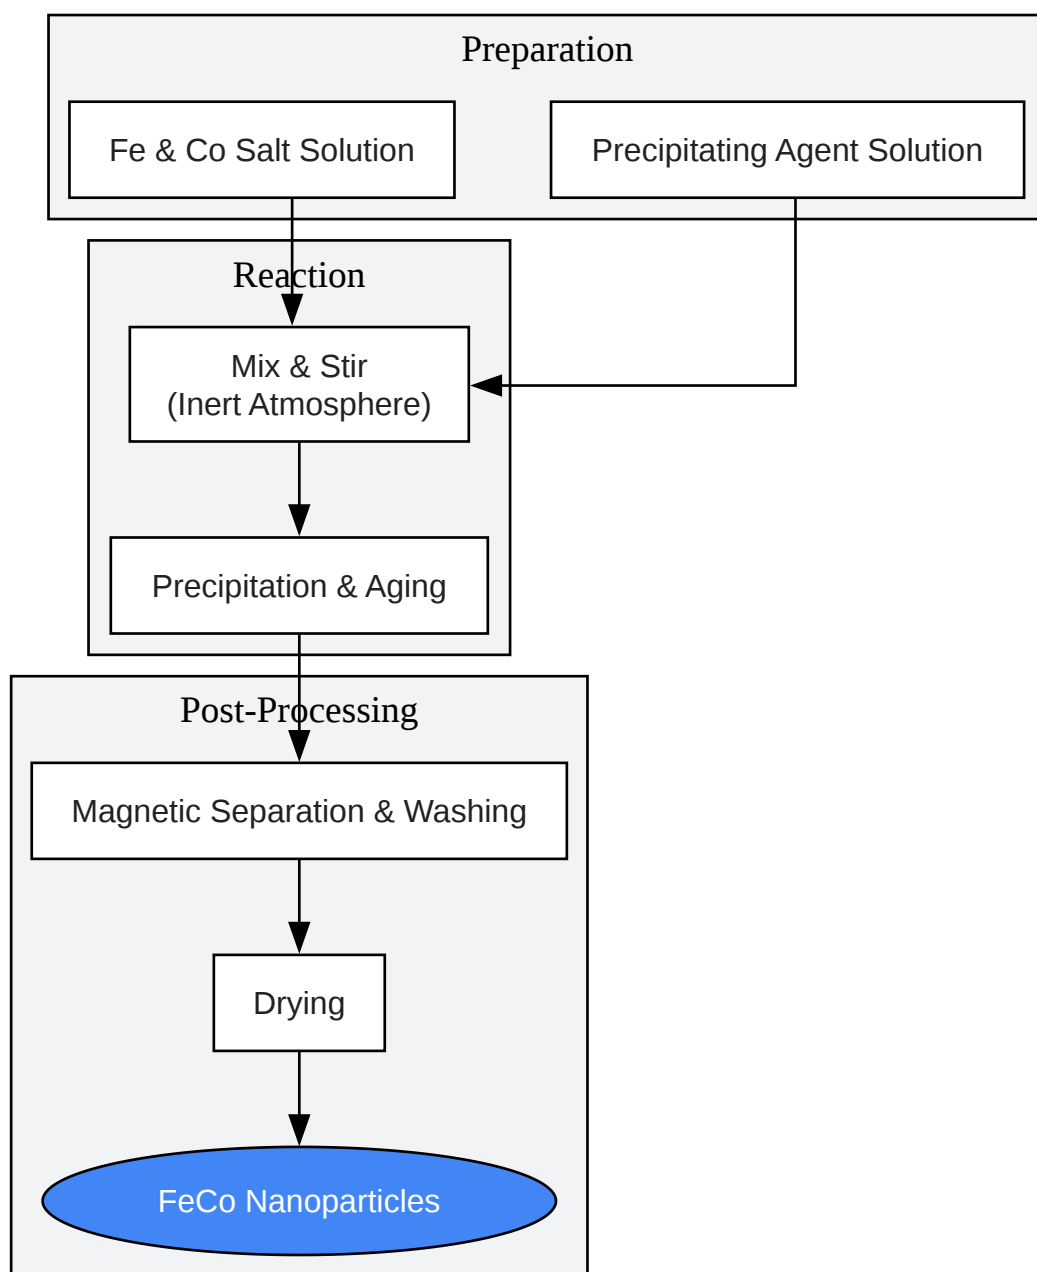 Preparation
Fe & Co Salt Solution
Precipitating Agent Solution
Reaction
Mix & Stir
(Inert Atmosphere)
Precipitation & Aging
Post-Processing
Magnetic Separation & Washing
Drying
FeCo Nanoparticles